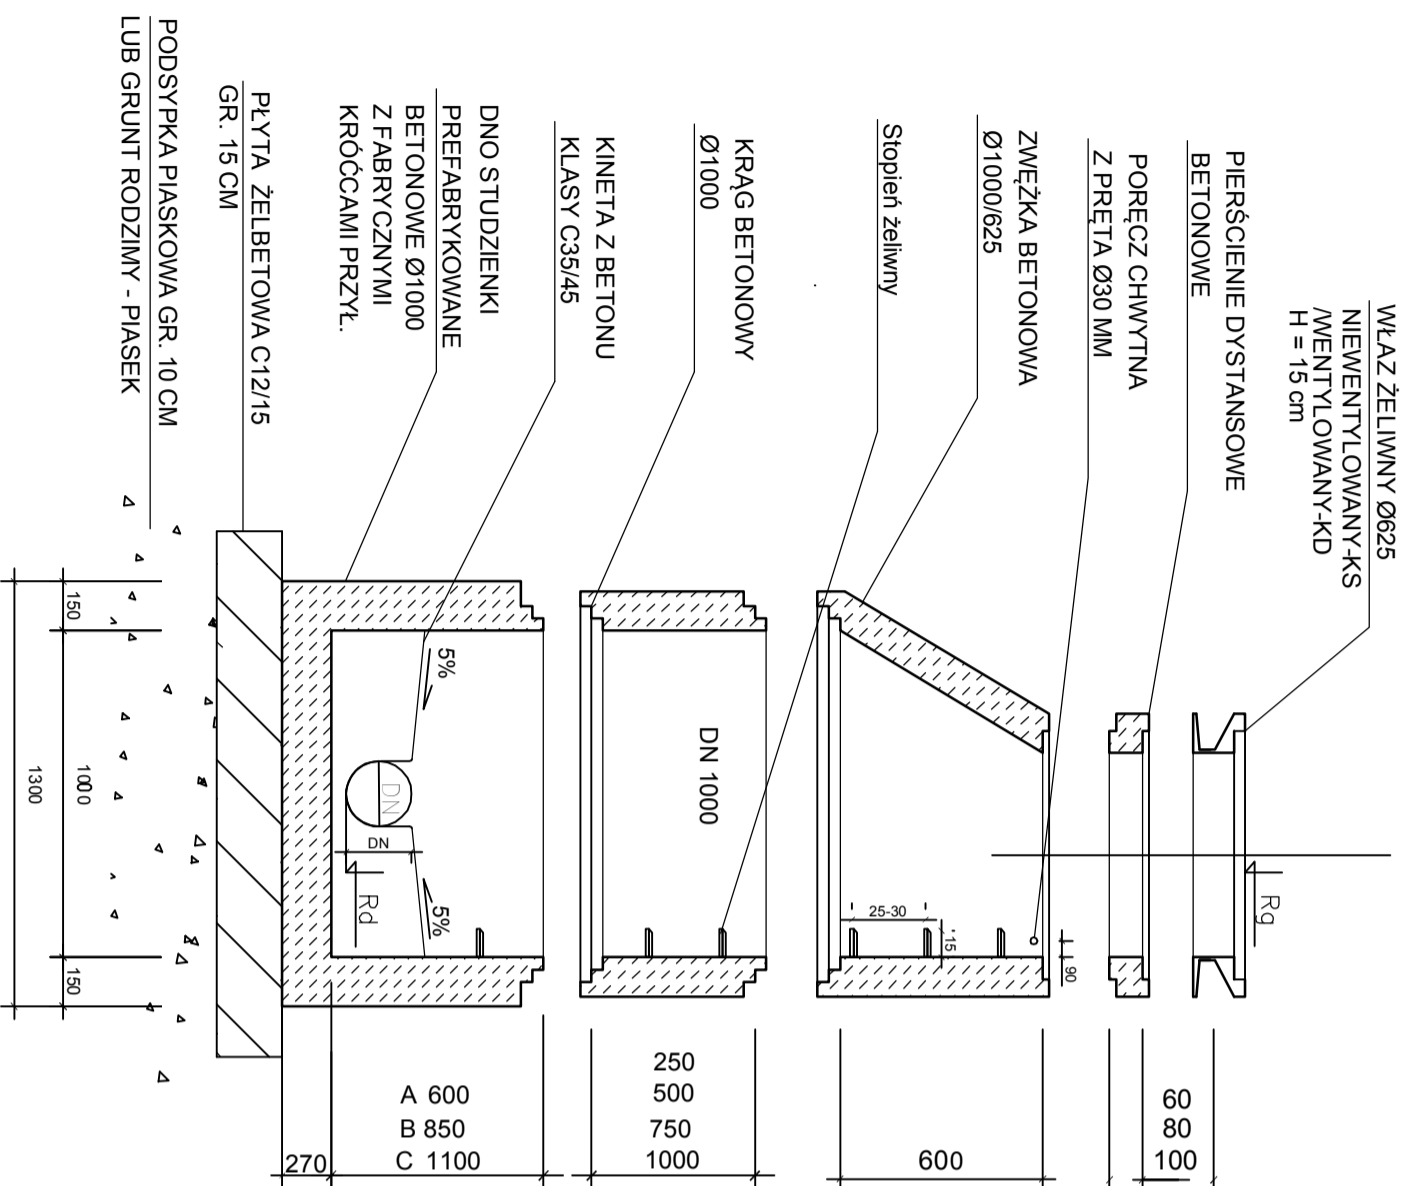 WŁAZ ŻELIWNY Ø625
NIEWENTYLOWANY-KS
/WENTYLOWANY-KD
H = 15 cm
PIERŚCIENIE DYSTANSOWE
BETONOWE
PORĘCZ CHWYTNA
Z PRĘTA Ø30 MM
ZWĘŻKA BETONOWA
Ø1000/625
Stopień żeliwny
KRĄG BETONOWY
Ø1000
KINETA Z BETONU
KLASY C35/45
DNO STUDZIENKI
PREFABRYKOWANE
BETONOWE Ø1000
Z FABRYCZNYMI
KRÓĆCAMI PRZYŁ.
PŁYTA ŻELBETOWA C12/15
GR. 15 CM
PODSYPKA PIASKOWA GR. 10 CM
LUB GRUNT RODZIMY - PIASEK
Rg
90
15
25-30
DN 1000
5%
DN
DN
Rd
5%
150
1000
150
1300
270
A 600
B 850
C 1100
250
500
750
1000
600
60
80
100